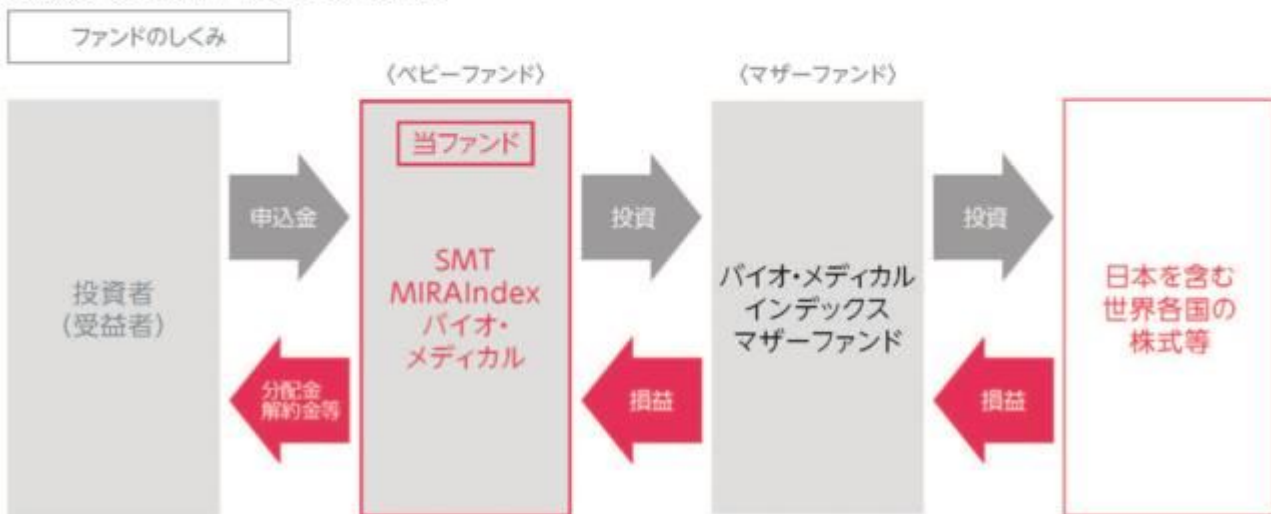 ファンドのしくみ
〈ベビーファンド〉
〈マザーファンド〉
投資者
(受益者)
申込金
分配金
解約金等
当ファンド
SMT
MIRAIndex
バイオ・
メディカル
投資
損益
バイオ・メディカル
インデックス
マザーファンド
投資
損益
日本を含む
世界各国の
株式等